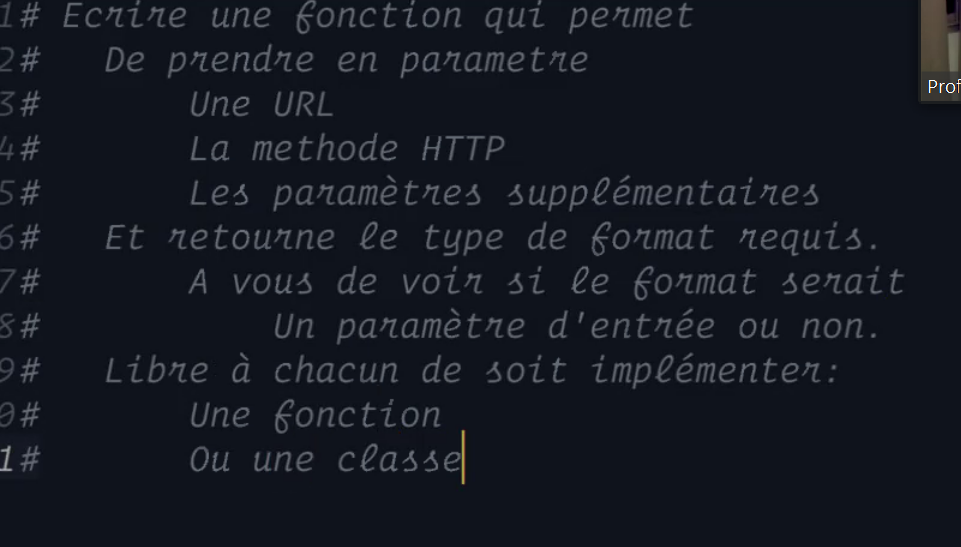 1# Ecrire une fonction qui permet
2# De prendre en parametre
3# Une URL
4# La methode HTTP
5# Les paramètres supplémentaires
6# Et retourne le type de format requis.
7# A vous de voir si le format serait
8# Un paramètre d'entrée ou non.
9# Libre à chacun de soit implémenter:
0# Une fonction
1# Ou une classe
Prof